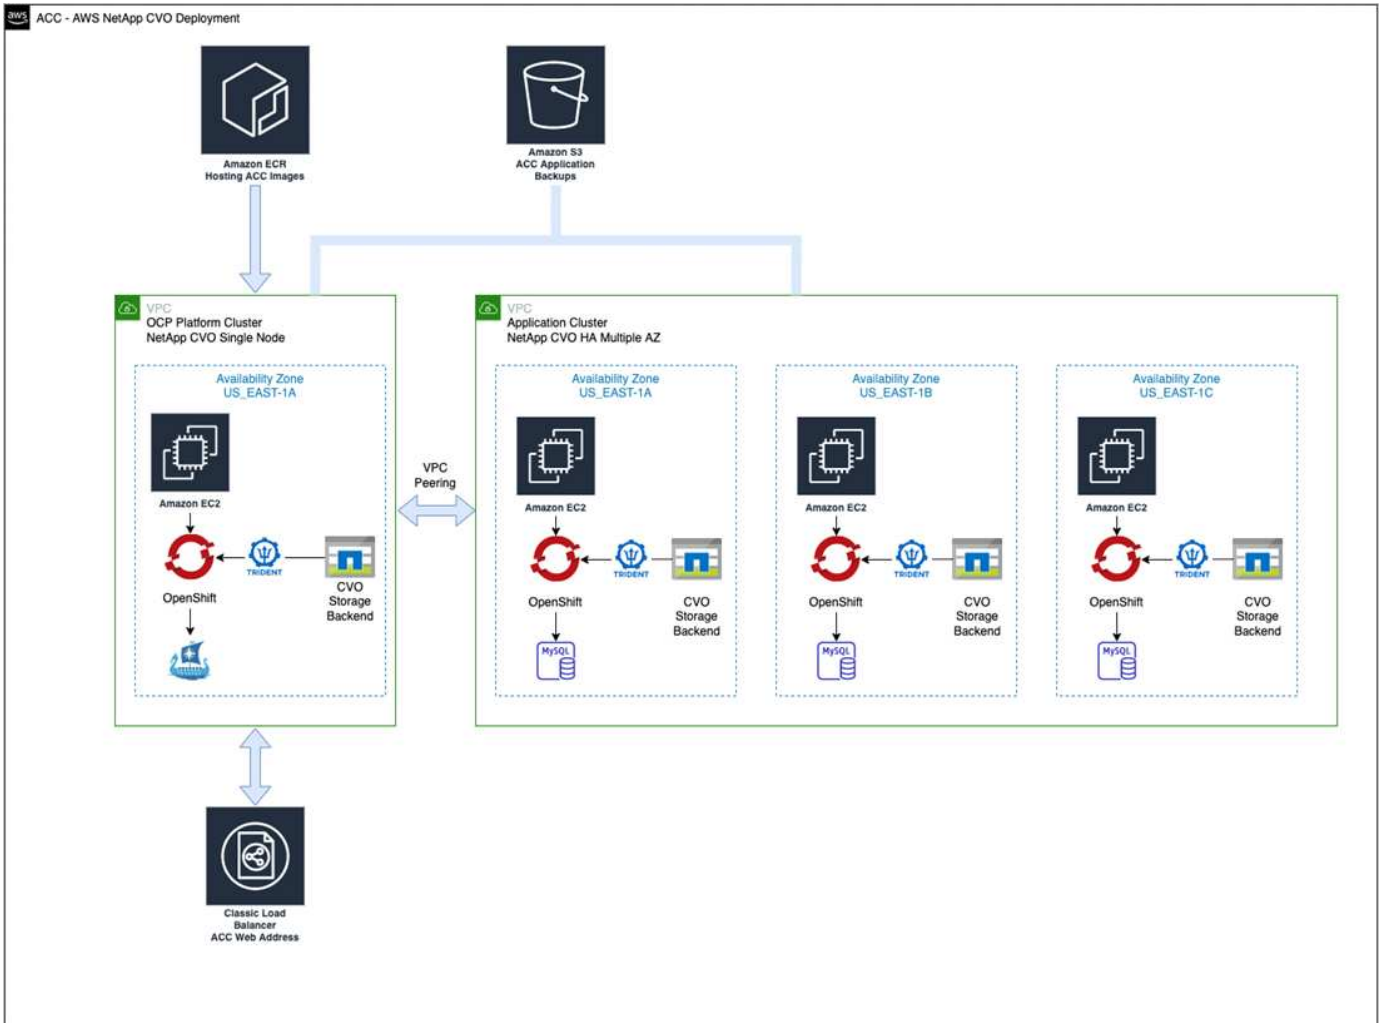 aws
ACC - AWS NetApp CVO Deployment
Amazon ECR
Hosting ACC Images
Amazon S3
ACC Application
Backups
VPC
OCP Platform Cluster
NetApp CVO Single Node
Availability Zone
US_EAST-1A
Amazon EC2
TRIDENT
OpenShift
CVO
Storage
Backend
VPC
Peering
VPC
Application Cluster
NetApp CVO HA Multiple AZ
Availability Zone
US_EAST-1A
Amazon EC2
TRIDENT
OpenShift
CVO
Storage
Backend
MySQL
Availability Zone
US_EAST-1B
Amazon EC2
TRIDENT
OpenShift
CVO
Storage
Backend
MySQL
Availability Zone
US_EAST-1C
Amazon EC2
TRIDENT
OpenShift
CVO
Storage
Backend
MySQL
Classic Load
Balancer
ACC Web Address